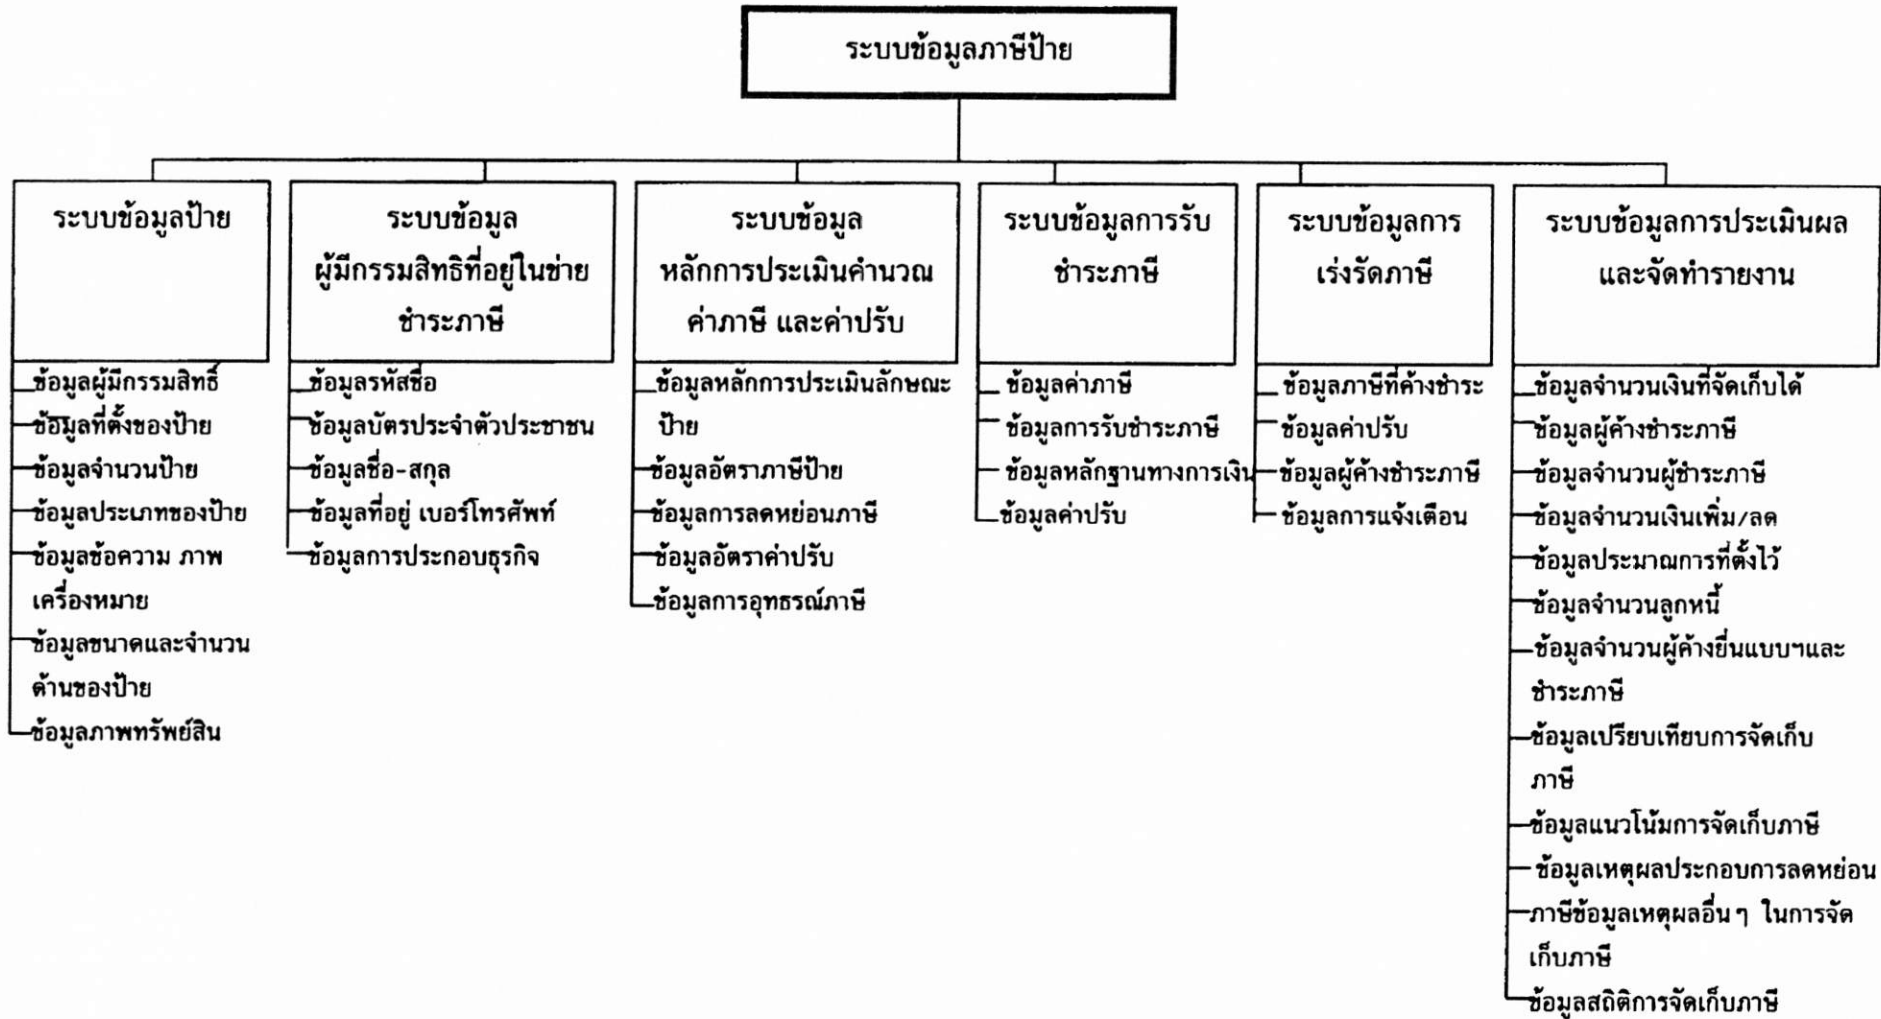 ระบบข้อมูลภาษีป้าย
ระบบข้อมูลป้าย
ระบบข้อมูล
ผู้มีกรรมสิทธิที่อยู่ในข่าย
ชำระภาษี
ระบบข้อมูล
หลักการประเมินคำนวณ
ค่าภาษี และค่าปรับ
ระบบข้อมูลการรับ
ชำระภาษี
ระบบข้อมูลการ
เร่งรัดภาษี
ระบบข้อมูลการประเมินผล
และจัดทำรายงาน
ข้อมูลผู้มีกรรมสิทธิ์
ข้อมูลที่ตั้งของป้าย
ข้อมูลจำนวนป้าย
ข้อมูลประเภทของป้าย
ข้อมูลข้อความ ภาพ
เครื่องหมาย
ข้อมูลขนาดและจำนวน
ด้านของป้าย
ข้อมูลภาพทรัพย์สิน
ข้อมูลรหัสชื่อ
ข้อมูลบัตรประจำตัวประชาชน
ข้อมูลชื่อ-สกุล
ข้อมูลที่อยู่ เบอร์โทรศัพท์
ข้อมูลการประกอบธุรกิจ
ข้อมูลหลักการประเมินลักษณะ
ป้าย
ข้อมูลอัตราภาษีป้าย
ข้อมูลการลดหย่อนภาษี
ข้อมูลอัตราค่าปรับ
ข้อมูลการอุทธรณ์ภาษี
ข้อมูลค่าภาษี
ข้อมูลการรับชำระภาษี
ข้อมูลหลักฐานทางการเงิน
ข้อมูลค่าปรับ
ข้อมูลภาษีที่ค้างชำระ
ข้อมูลค่าปรับ
ข้อมูลผู้ค้างชำระภาษี
ข้อมูลการแจ้งเตือน
ข้อมูลจำนวนเงินที่จัดเก็บได้
ข้อมูลผู้ค้างชำระภาษี
ข้อมูลจำนวนผู้ชำระภาษี
ข้อมูลจำนวนเงินเพิ่ม/ลด
ข้อมูลประมาณการที่ตั้งไว้
ข้อมูลจำนวนลูกหนี้
ข้อมูลจำนวนผู้ค้างยื่นแบบฯและ
ชำระภาษี
ข้อมูลเปรียบเทียบการจัดเก็บ
ภาษี
ข้อมูลแนวโน้มการจัดเก็บภาษี
ข้อมูลเหตุผลประกอบการลดหย่อน
ภาษีข้อมูลเหตุผลอื่นๆ ในการจัด
เก็บภาษี
ข้อมูลสถิติการจัดเก็บภาษี